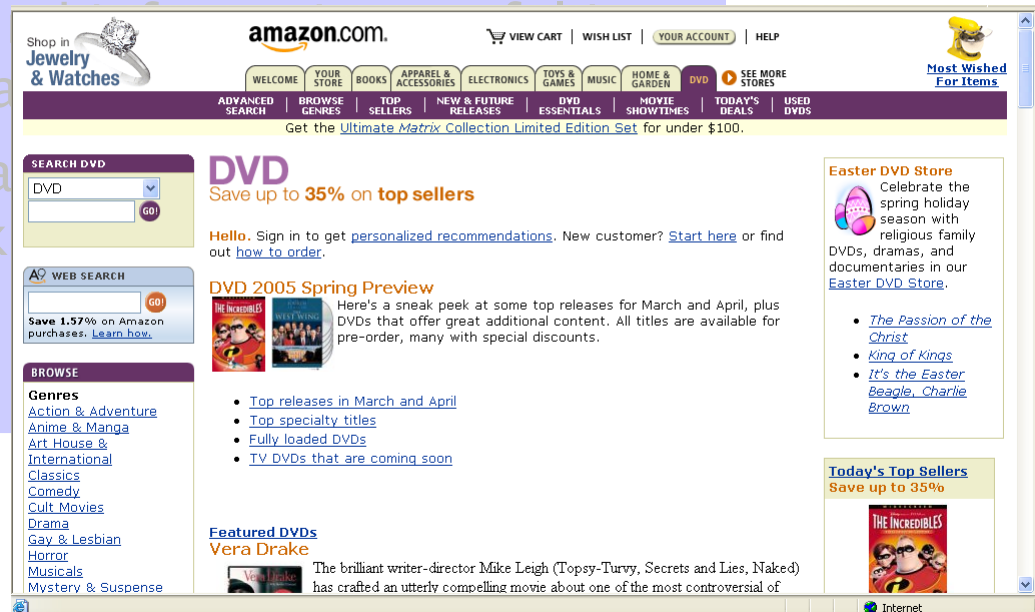 Shop in
Jewelry
& Watches
amazon.com.
VIEW CART | WISH LIST | YOUR ACCOUNT | HELP
Most Wished
For Items
WELCOME
YOUR
STORE
BOOKS
APPAREL &
ACCESSORIES
ELECTRONICS
TOYS &
GAMES
MUSIC
HOME &
GARDEN
DVD
SEE MORE
STORES
ADVANCED
SEARCH
BROWSE
GENRES
TOP
SELLERS
NEW & FUTURE
RELEASES
DVD
ESSENTIALS
MOVIE
SHOWTIMES
TODAY'S
DEALS
USED
DVDS
Get the Ultimate Matrix Collection Limited Edition Set for under $100.
SEARCH DVD
DVD
GO!
A9 WEB SEARCH
GO!
Save 1.57% on Amazon
purchases. Learn how.
BROWSE
Genres
Action & Adventure
Anime & Manga
Art House &
International
Classics
Comedy
Cult Movies
Drama
Gay & Lesbian
Horror
Musicals
Mystery & Suspense
DVD
Save up to 35% on top sellers
Hello. Sign in to get personalized recommendations. New customer? Start here or find
out how to order.
DVD 2005 Spring Preview
THE INCREDIBLES
WEST WING
Here's a sneak peek at some top releases for March and April, plus
DVDs that offer great additional content. All titles are available for
pre-order, many with special discounts.
• Top releases in March and April
• Top specialty titles
• Fully loaded DVDs
• TV DVDs that are coming soon
Featured DVDs
Vera Drake
Vera Drake
The brilliant writer-director Mike Leigh (Topsy-Turvy, Secrets and Lies, Naked)
has crafted an utterly compelling movie about one of the most controversial of
Easter DVD Store
Celebrate the
spring holiday
season with
religious family
DVDs, dramas, and
documentaries in our
Easter DVD Store.
• The Passion of the
Christ
• King of Kings
• It's the Easter
Beagle, Charlie
Brown
Today's Top Sellers
Save up to 35%
WIDESCREEN
THE INCREDIBLES
Internet